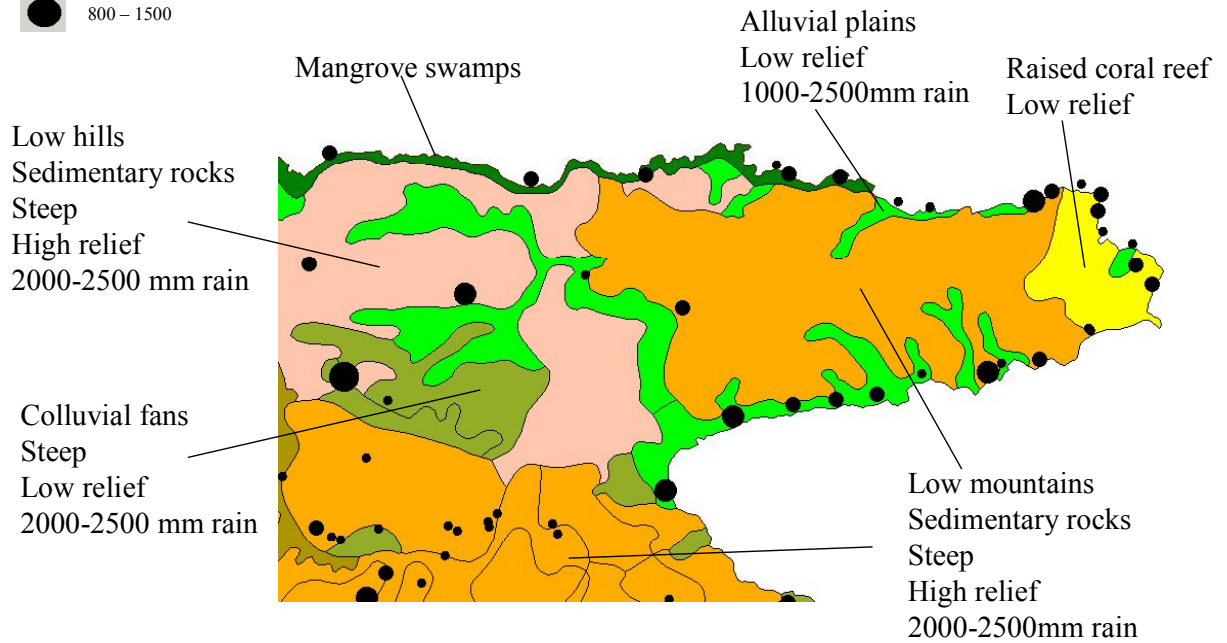 800 – 1500
Mangrove swamps
Alluvial plains
Low relief
1000-2500mm rain
Raised coral reef
Low relief
Low hills
Sedimentary rocks
Steep
High relief
2000-2500 mm rain
Colluvial fans
Steep
Low relief
2000-2500 mm rain
Low mountains
Sedimentary rocks
Steep
High relief
2000-2500mm rain